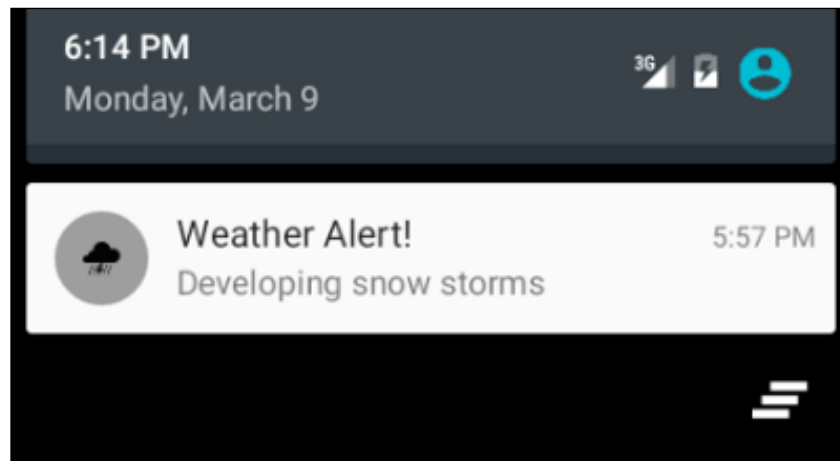 6:14 PM
Monday, March 9
3G
Weather Alert!
5:57 PM
Developing snow storms